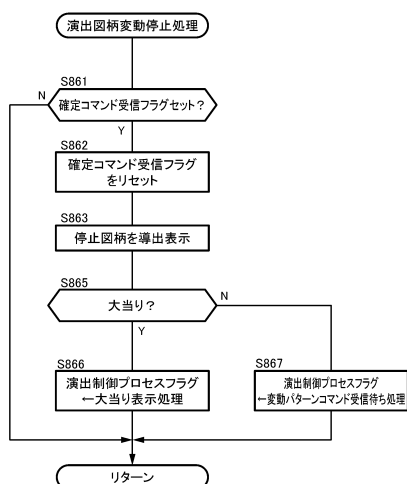 演出図柄変動停止処理
S861
N
確定コマンド受信フラグセット？
Y
S862
確定コマンド受信フラグ
をリセット
S863
停止図柄を導出表示
S865
大当り？
N
Y
S866
演出制御プロセスフラグ
←大当り表示処理
S867
演出制御プロセスフラグ
←変動パターンコマンド受信待ち処理
リターン